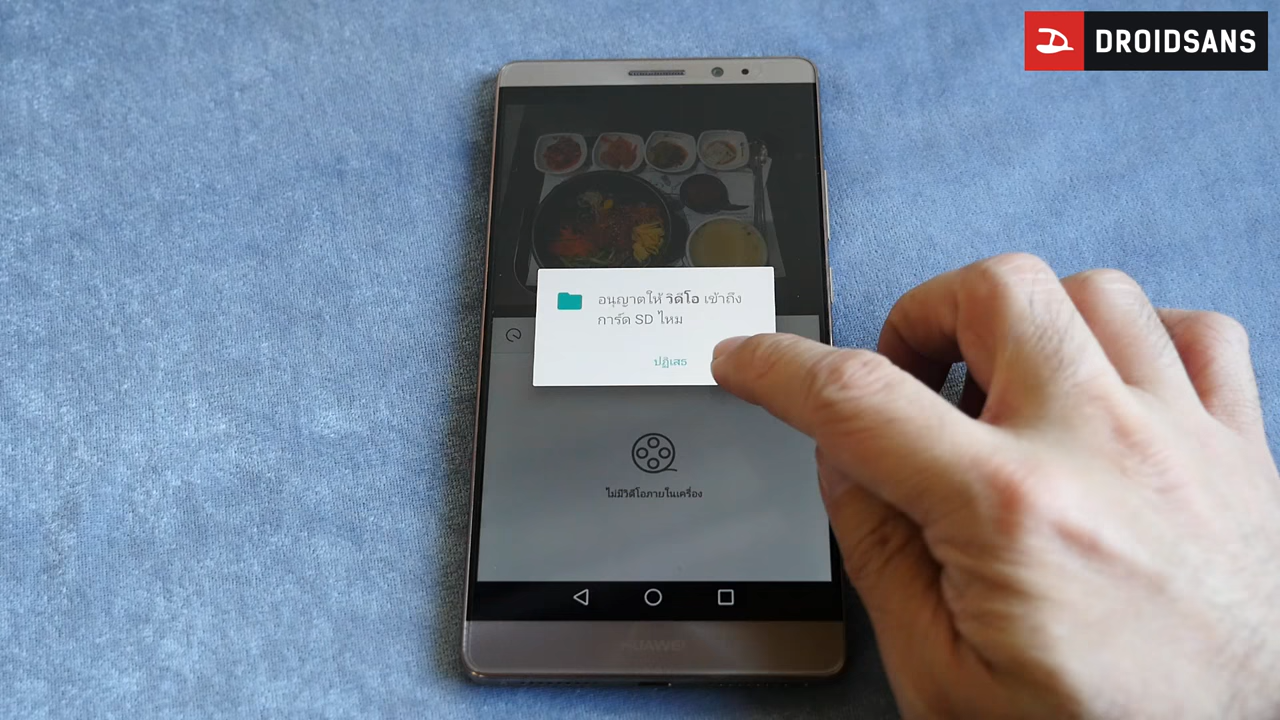 DROIDSANS
อนุญาตให้ วิดีโอ เข้าถึง
การ์ด SD ไหม
ปฏิเสธ
ไม่มีวิดีโอภายในเครื่อง
HUAWEI